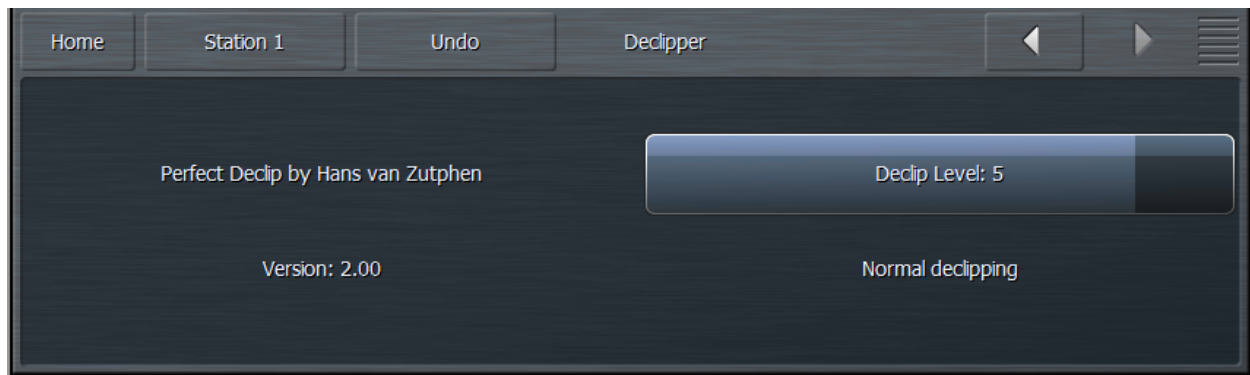 Home
Station 1
Undo
Declipper
Perfect Declip by Hans van Zutphen
Declip Level: 5
Version: 2.00
Normal declipping